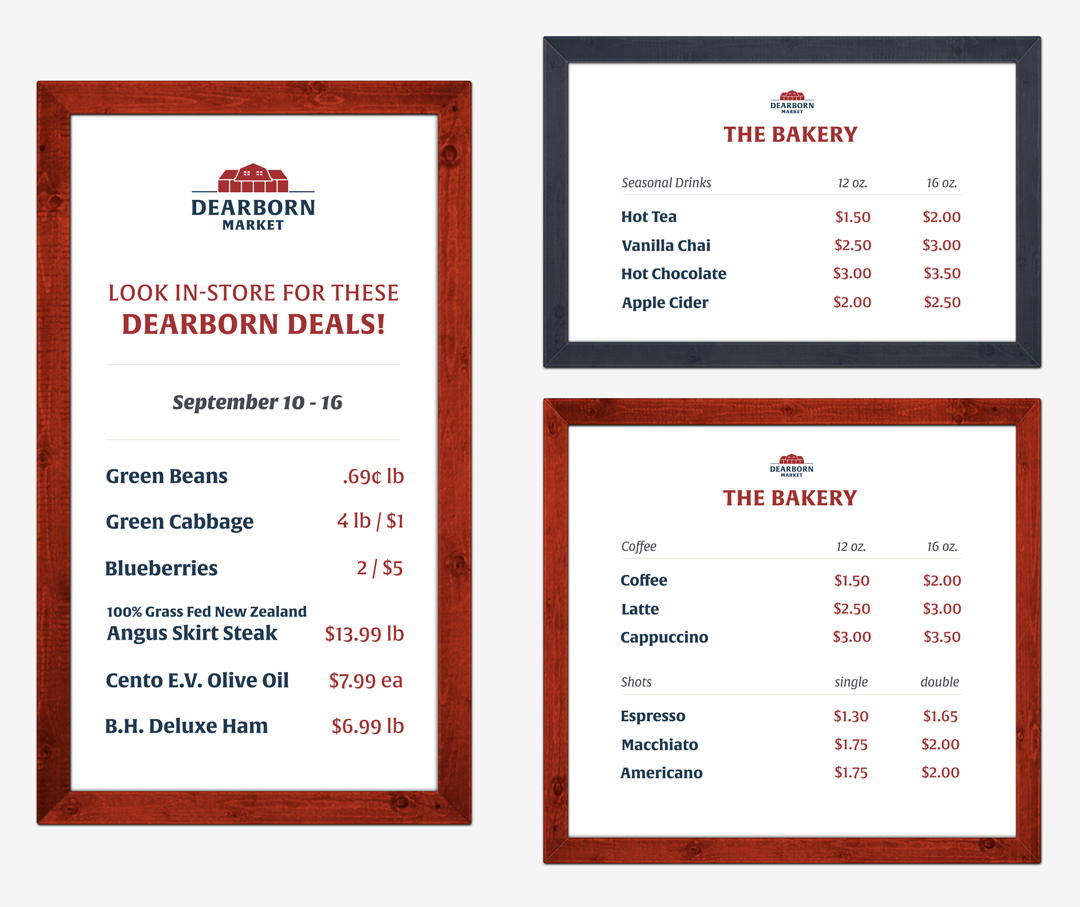 DEARBORN
MARKET
LOOK IN-STORE FOR THESE
DEARBORN DEALS!
September 10 - 16
Green Beans .69¢ lb
Green Cabbage 4 lb / $1
Blueberries 2 / $5
100% Grass Fed New Zealand
Angus Skirt Steak $13.99 lb
Cento E.V. Olive Oil $7.99 ea
B.H. Deluxe Ham $6.99 lb
DEARBORN
MARKET
THE BAKERY
Seasonal Drinks 12 oz. 16 oz.
Hot Tea $1.50 $2.00
Vanilla Chai $2.50 $3.00
Hot Chocolate $3.00 $3.50
Apple Cider $2.00 $2.50
DEARBORN
MARKET
THE BAKERY
Coffee 12 oz. 16 oz.
Coffee $1.50 $2.00
Latte $2.50 $3.00
Cappuccino $3.00 $3.50
Shots single double
Espresso $1.30 $1.65
Macchiato $1.75 $2.00
Americano $1.75 $2.00